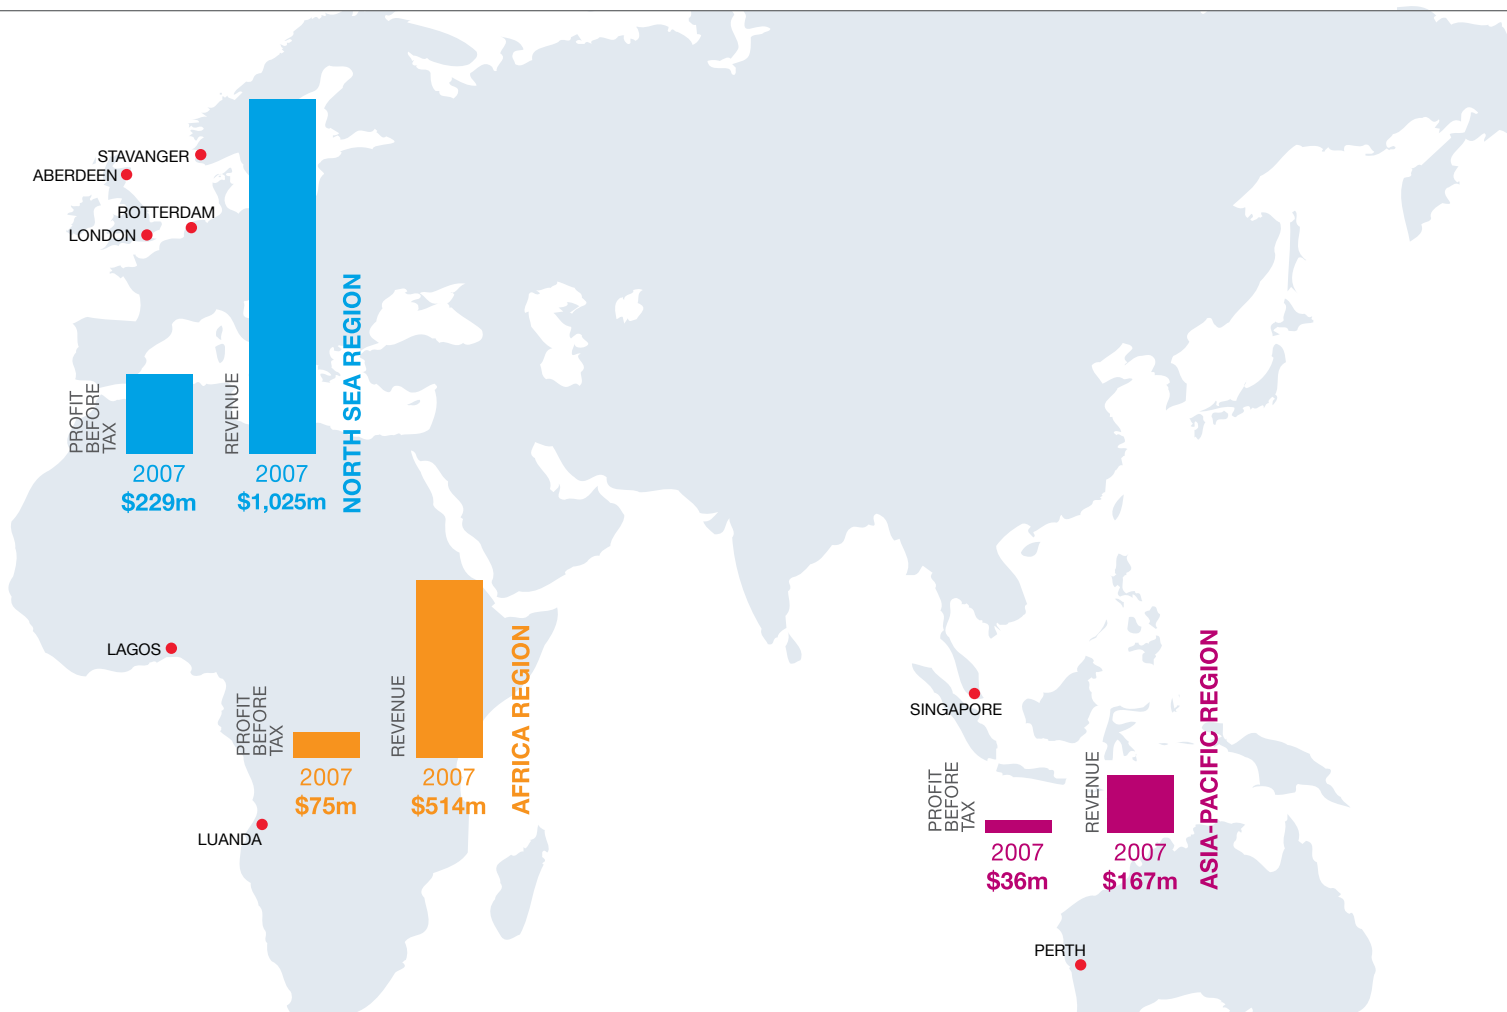 STAVANGER
ABERDEEN
ROTTERDAM
LONDON
PROFIT
BEFORE
TAX
2007
$229m
REVENUE
2007
$1,025m
NORTH SEA REGION
LAGOS
PROFIT
BEFORE
TAX
2007
$75m
REVENUE
2007
$514m
AFRICA REGION
LUANDA
SINGAPORE
PROFIT
BEFORE
TAX
2007
$36m
REVENUE
2007
$167m
ASIA-PACIFIC REGION
PERTH